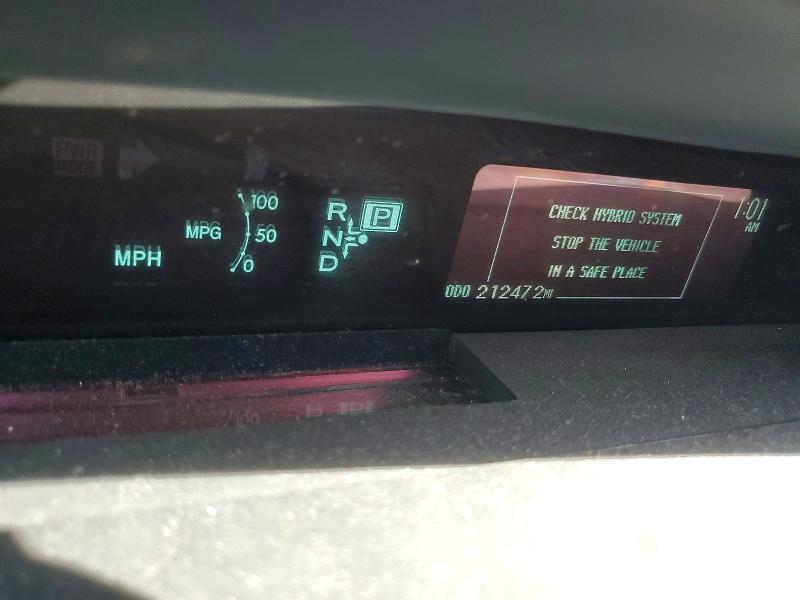 PWR
MODE
100
MPG
50
0
MPH
R
P
N
D
CHECK HYBRID SYSTEM
STOP THE VEHICLE
IN A SAFE PLACE
1:01
AM
ODO 212472MI